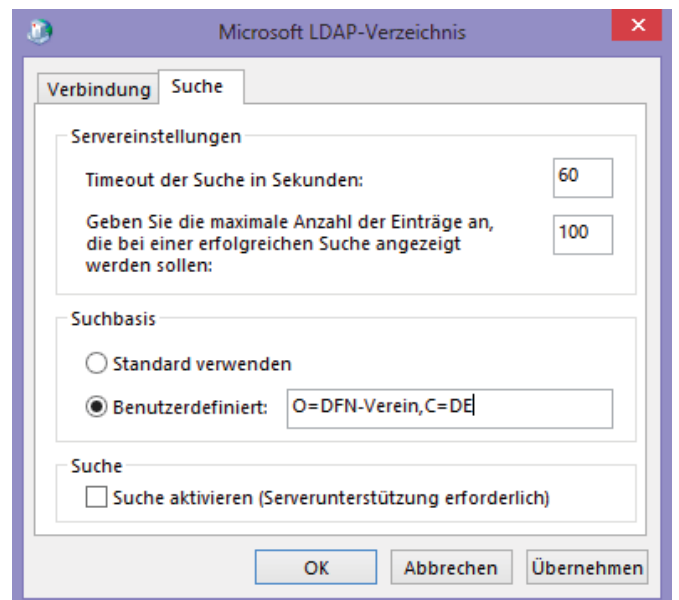 Microsoft LDAP-Verzeichnis
Verbindung Suche
Servereinstellungen
Timeout der Suche in Sekunden: 60
Geben Sie die maximale Anzahl der Einträge an,
die bei einer erfolgreichen Suche angezeigt
werden sollen: 100
Suchbasis
Standard verwenden
Benutzerdefiniert: O=DFN-Verein,C=DE
Suche
Suche aktivieren (Serverunterstützung erforderlich)
OK Abbrechen Übernehmen